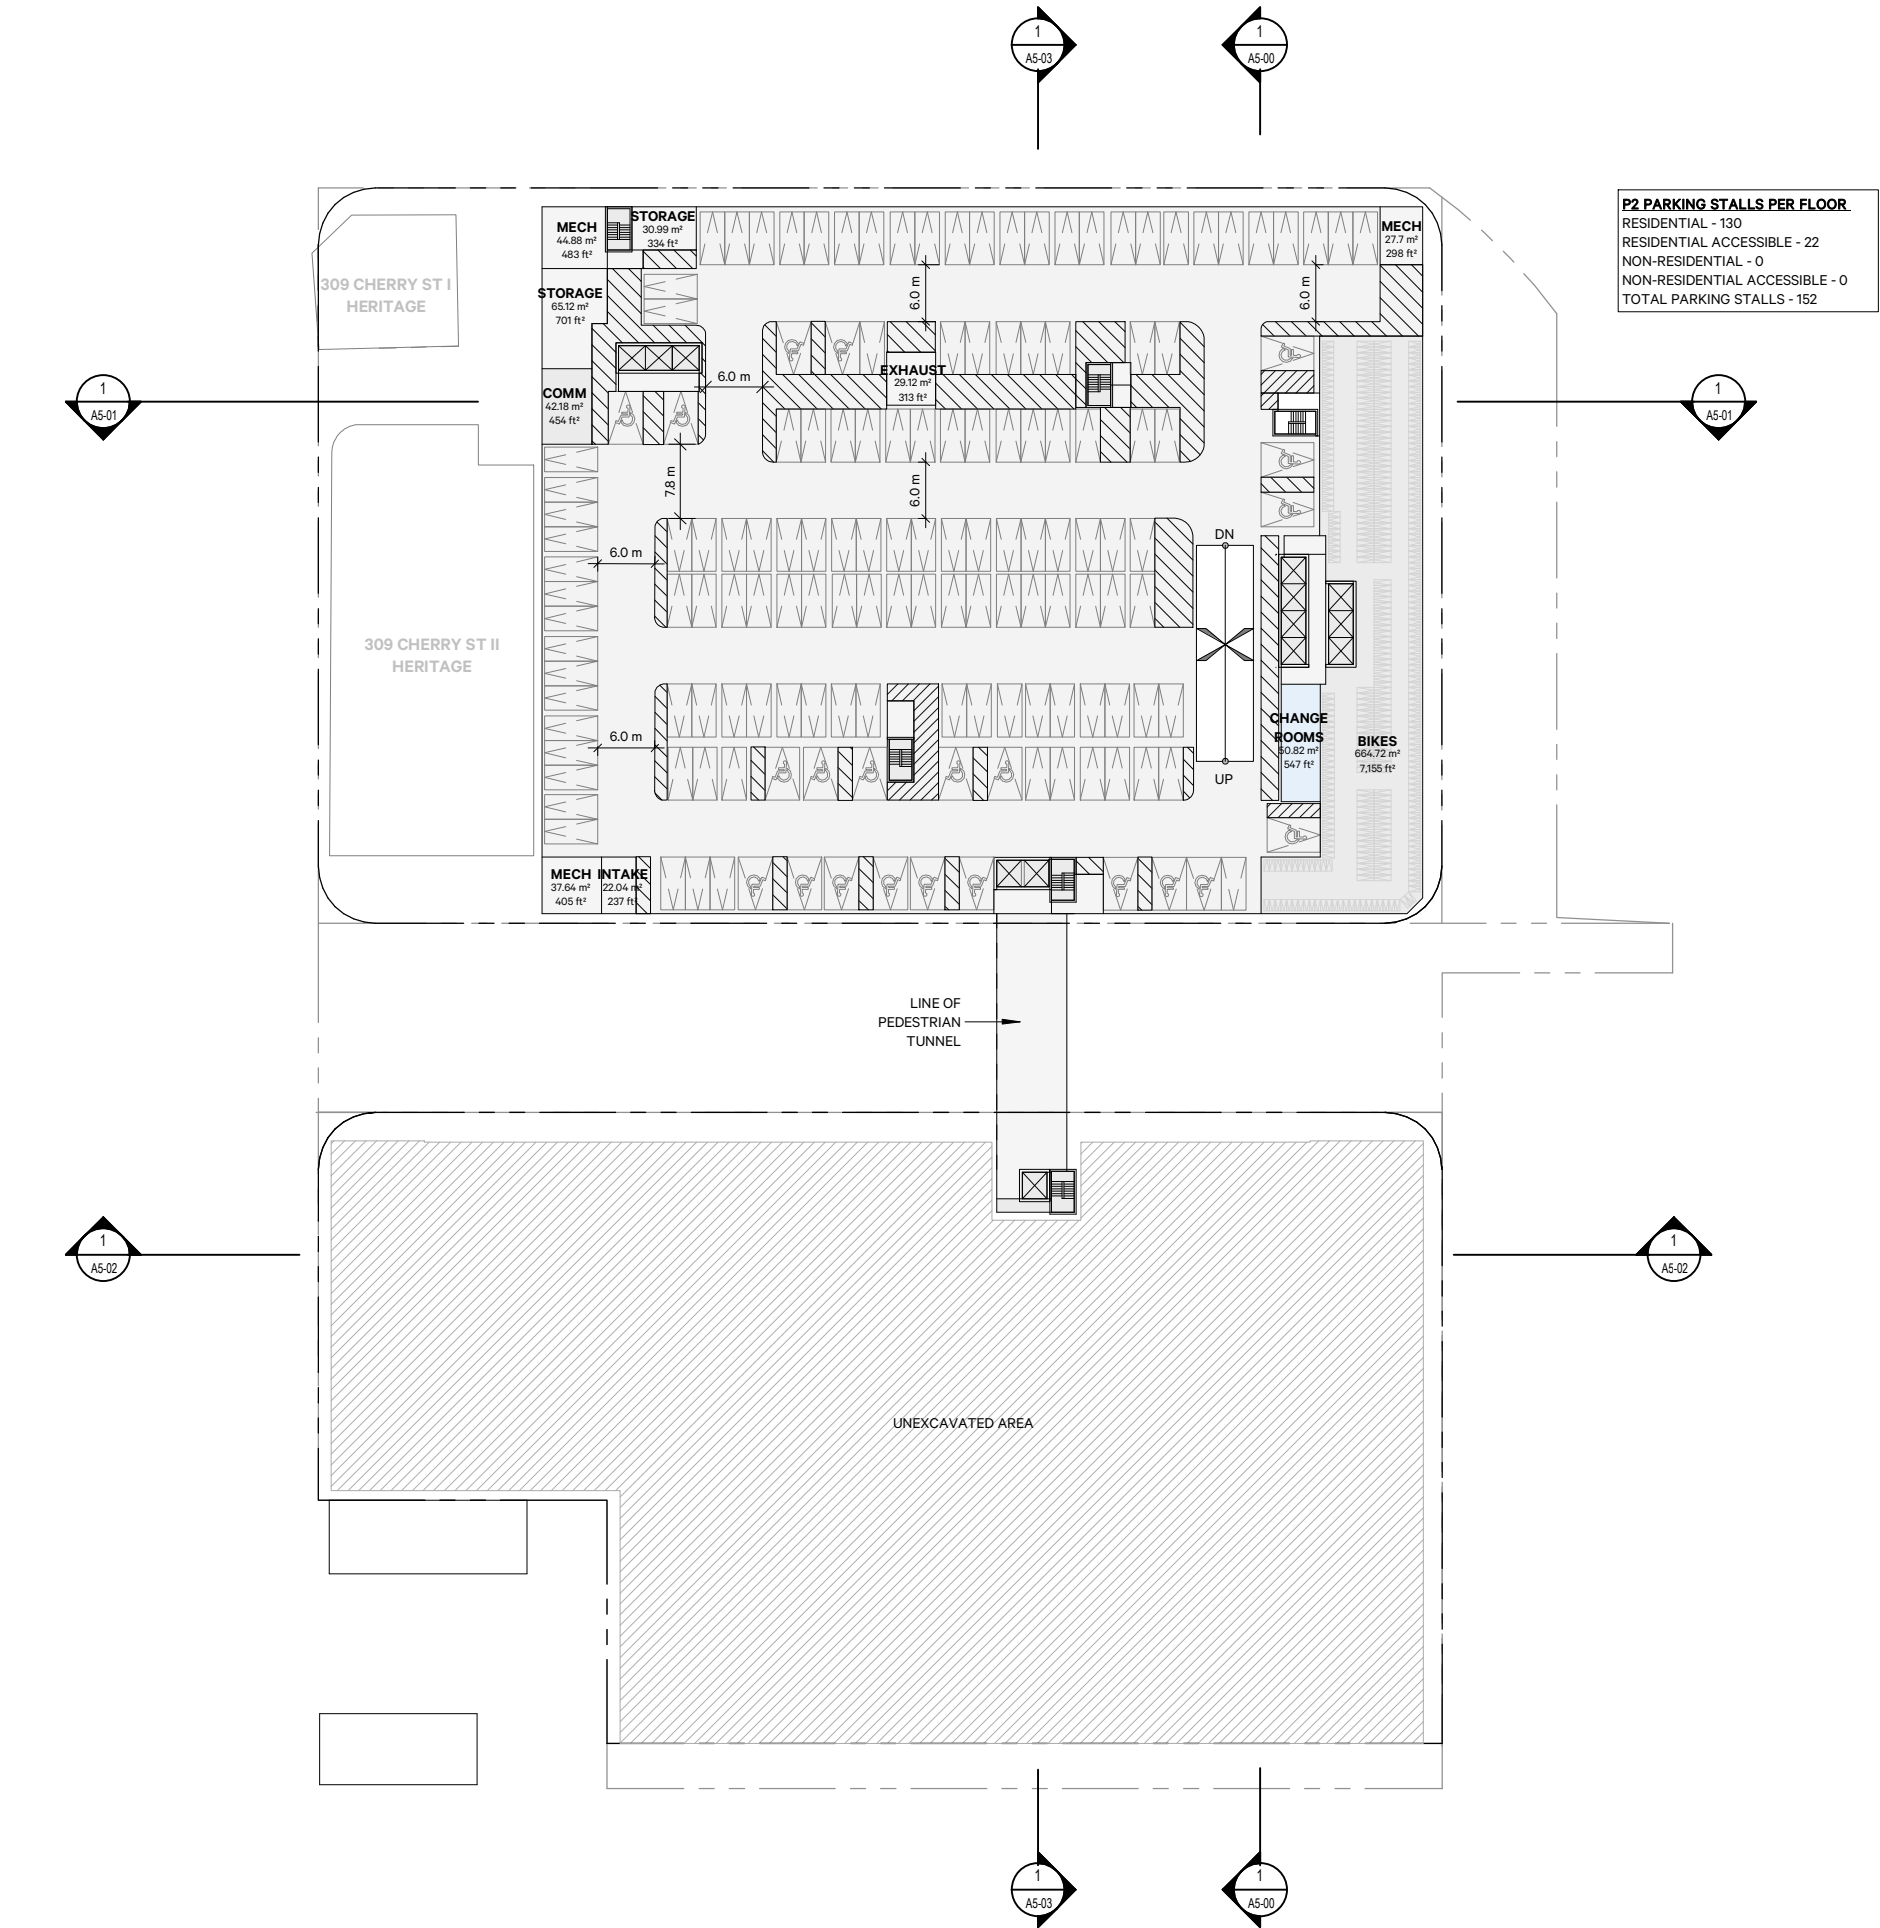 1
A5-03
1
A5-00
P2 PARKING STALLS PER FLOOR
RESIDENTIAL - 130
RESIDENTIAL ACCESSIBLE - 22
NON-RESIDENTIAL - 0
NON-RESIDENTIAL ACCESSIBLE - 0
TOTAL PARKING STALLS - 152
MECH
44.88 m²
483 ft²
STORAGE
30.99 m²
334 ft²
MECH
27.7 m²
298 ft²
309 CHERRY ST I
HERITAGE
STORAGE
65.12 m²
701 ft²
6.0 m
6.0 m
6.0 m
EXHAUST
29.12 m²
313 ft²
COMM
42.18 m²
454 ft²
1
A5-01
1
A5-01
7.8 m
6.0 m
DN
6.0 m
309 CHERRY ST II
HERITAGE
6.0 m
CHANGE
ROOMS
50.82 m²
547 ft²
BIKES
664.72 m²
7,155 ft²
UP
MECH
37.64 m²
405 ft²
INTAKE
22.04 m²
237 ft²
LINE OF
PEDESTRIAN
TUNNEL
1
A5-02
1
A5-02
UNEXCAVATED AREA
1
A5-03
1
A5-00